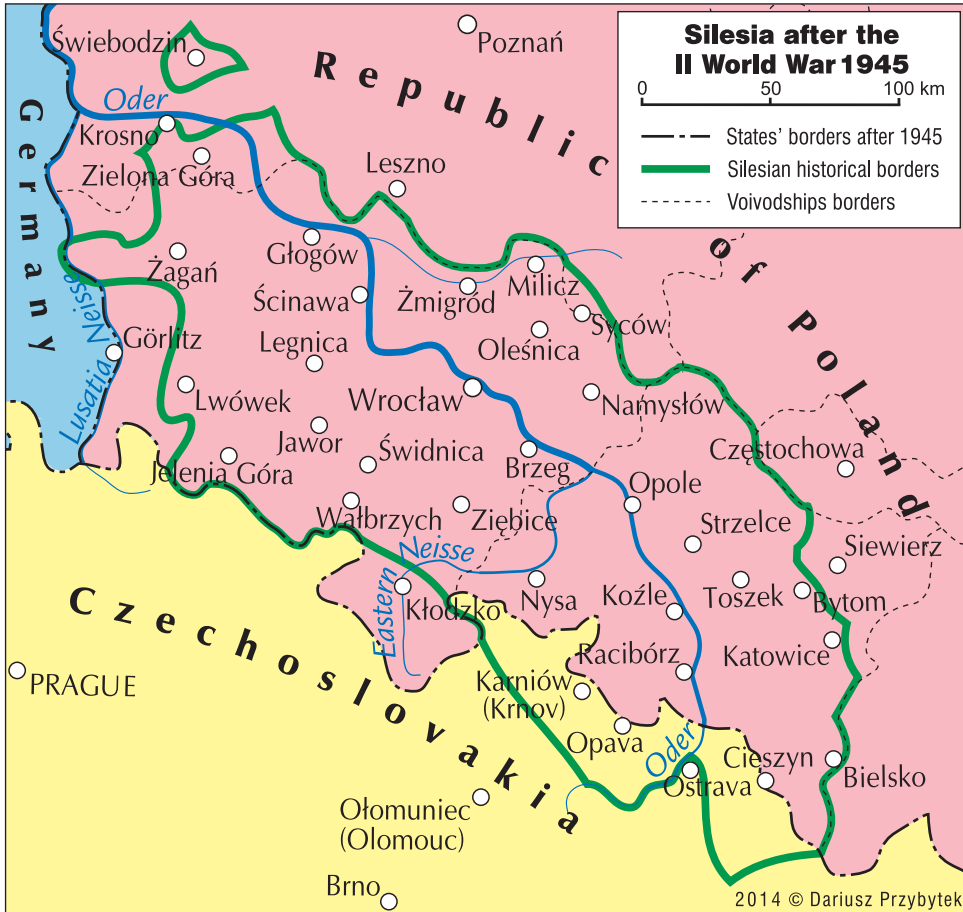 Silesia after the
II World War 1945
0 50 100 km
States' borders after 1945
Silesian historical borders
Voivodships borders
Świebodzin
Poznań
Republic of Poland
Germany
Oder
Krosno
Zielona Góra
Leszno
Głogów
Żagań
Milicz
Ścinawa
Żmigród
Syców
Lusatia Neisse
Görlitz
Legnica
Oleśnica
Lwówek
Wrocław
Namysłów
Jawor
Świdnica
Brzeg
Częstochowa
Jelenia Góra
Opole
Wałbrzych
Ziębice
Strzelce
Siewierz
Eastern Neisse
Kłodzko
Nysa
Koźle
Toszek
Bytom
Czechoslovakia
Racibórz
Katowice
PRAGUE
Karniów
(Krnov)
Opava
Oder
Ostrava
Cieszyn
Bielsko
Ołomuniec
(Olomouc)
Brno
2014 © Dariusz Przybytek